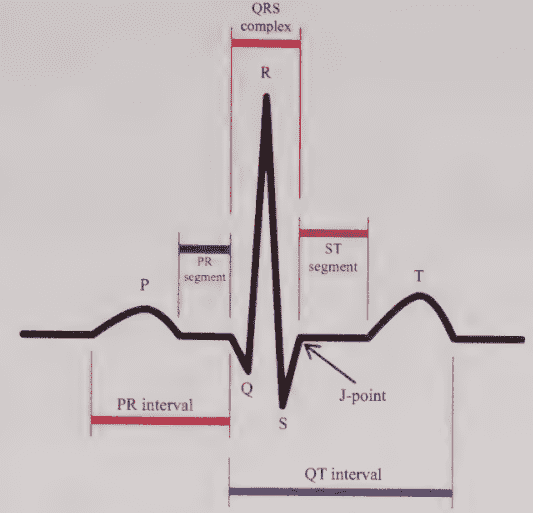 QRS
complex
R
PR
segment
ST
segment
P
T
Q
J-point
PR interval
S
QT interval